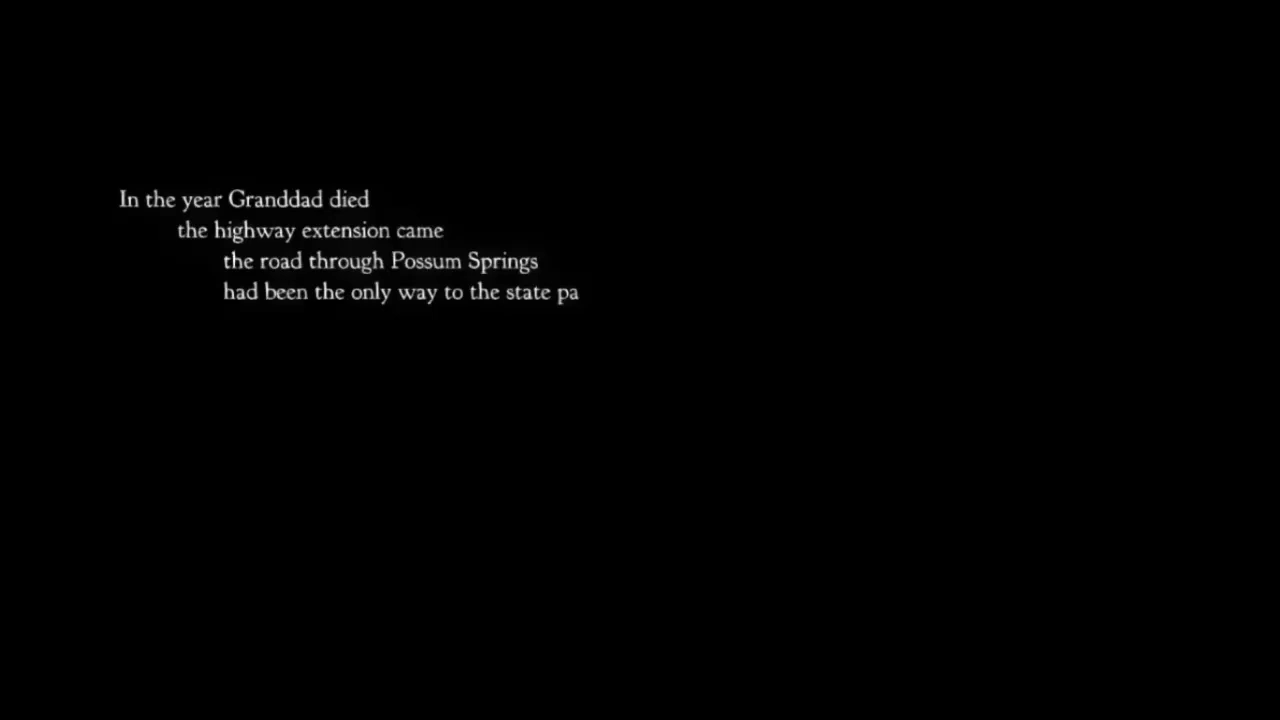 In the year Granddad died
the highway extension came
the road through Possum Springs
had been the only way to the state pa